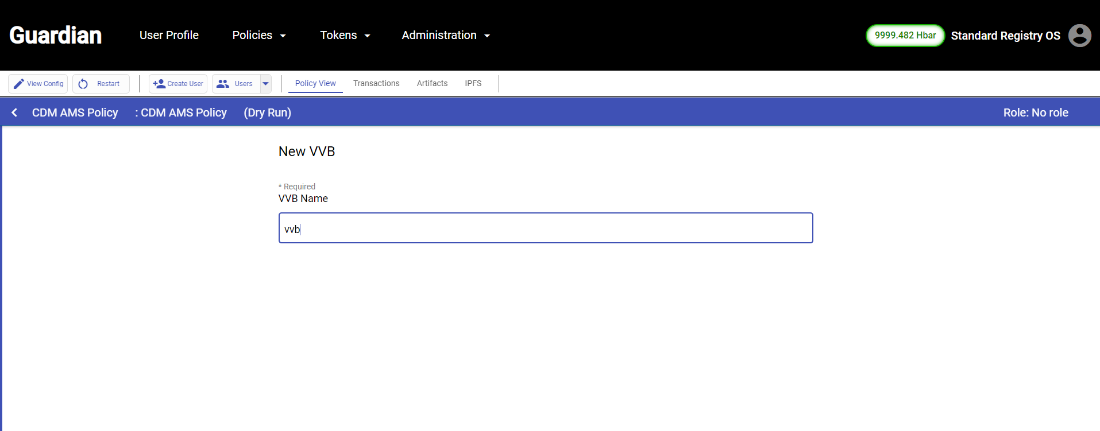 Guardian User Profile Policies Tokens Administration 9999.482 Hbar Standard Registry OS
View Config Restart Create User Users Policy View Transactions Artifacts IPFS
CDM AMS Policy : CDM AMS Policy (Dry Run) Role: No role
New VVB
* Required
VVB Name
vvb